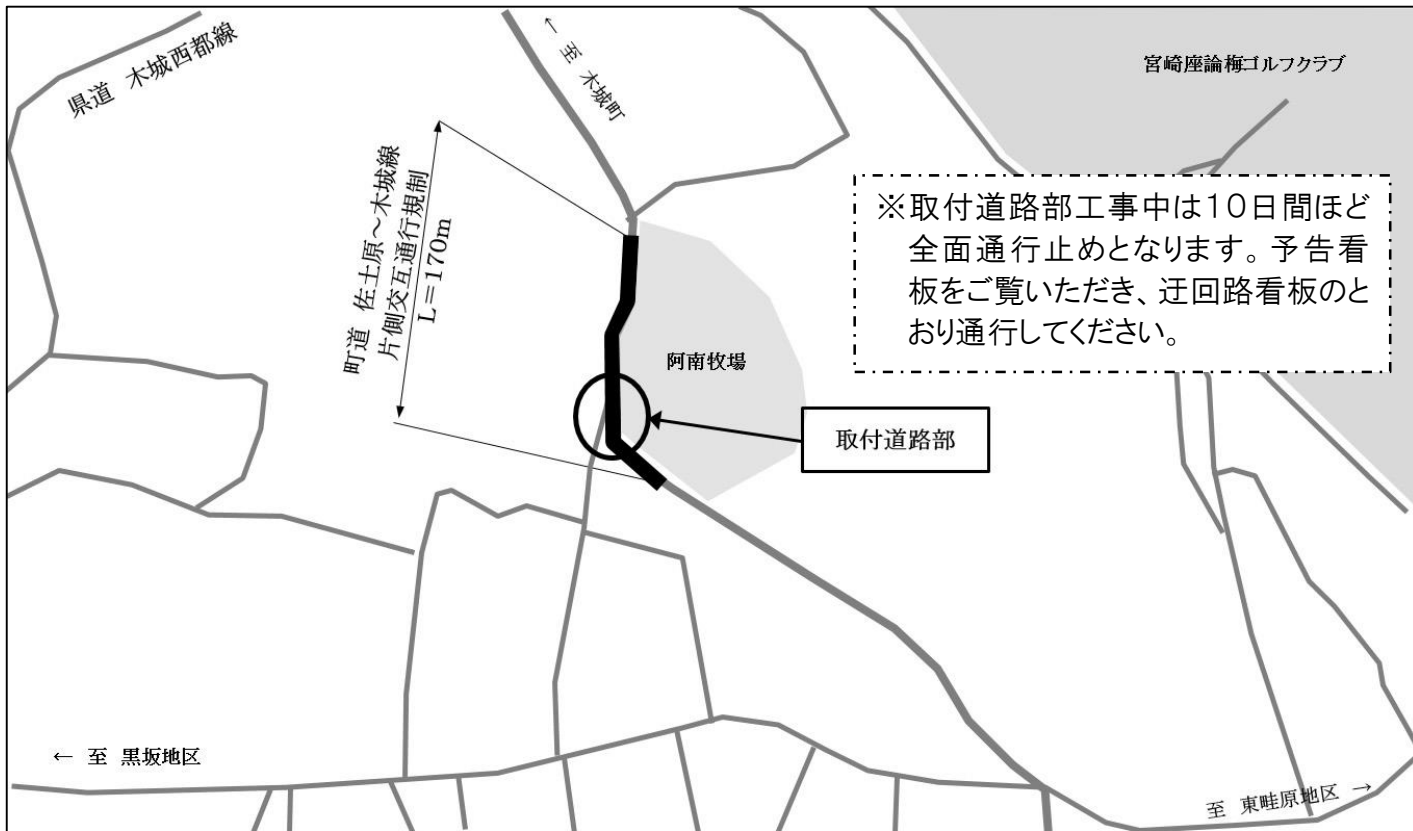 県道 木城西都線
← 至 木城町
宮崎座論梅ゴルフクラブ
町道 佐土原～木城線
片側交互通行規制
L＝170m
※取付道路部工事中は10日間ほど
全面通行止めとなります。予告看
板をご覧いただき、迂回路看板のと
おり通行してください。
阿南牧場
取付道路部
← 至 黒坂地区
至 東畦原地区 →